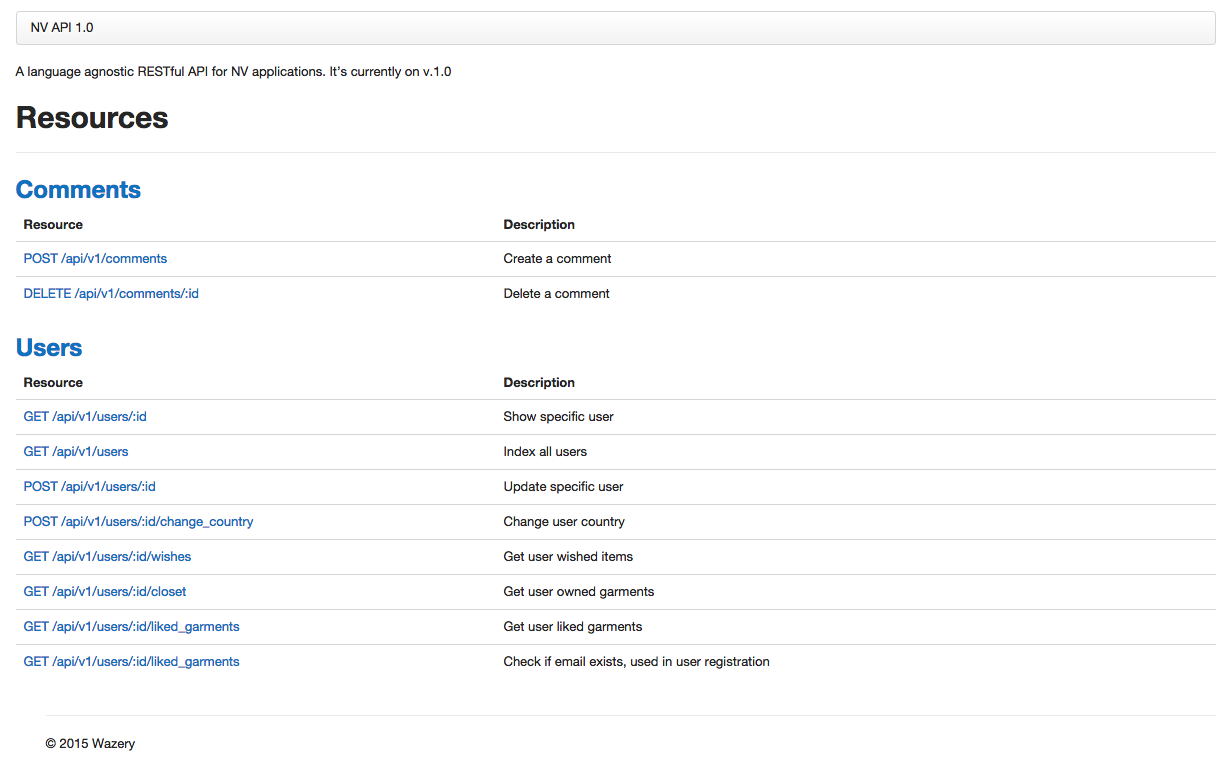 NV API 1.0
A language agnostic RESTful API for NV applications. It's currently on v.1.0
Resources
Comments
Resource Description
POST /api/v1/comments Create a comment
DELETE /api/v1/comments/:id Delete a comment
Users
Resource Description
GET /api/v1/users/:id Show specific user
GET /api/v1/users Index all users
POST /api/v1/users/:id Update specific user
POST /api/v1/users/:id/change_country Change user country
GET /api/v1/users/:id/wishes Get user wished items
GET /api/v1/users/:id/closet Get user owned garments
GET /api/v1/users/:id/liked_garments Get user liked garments
GET /api/v1/users/:id/liked_garments Check if email exists, used in user registration
© 2015 Wazery